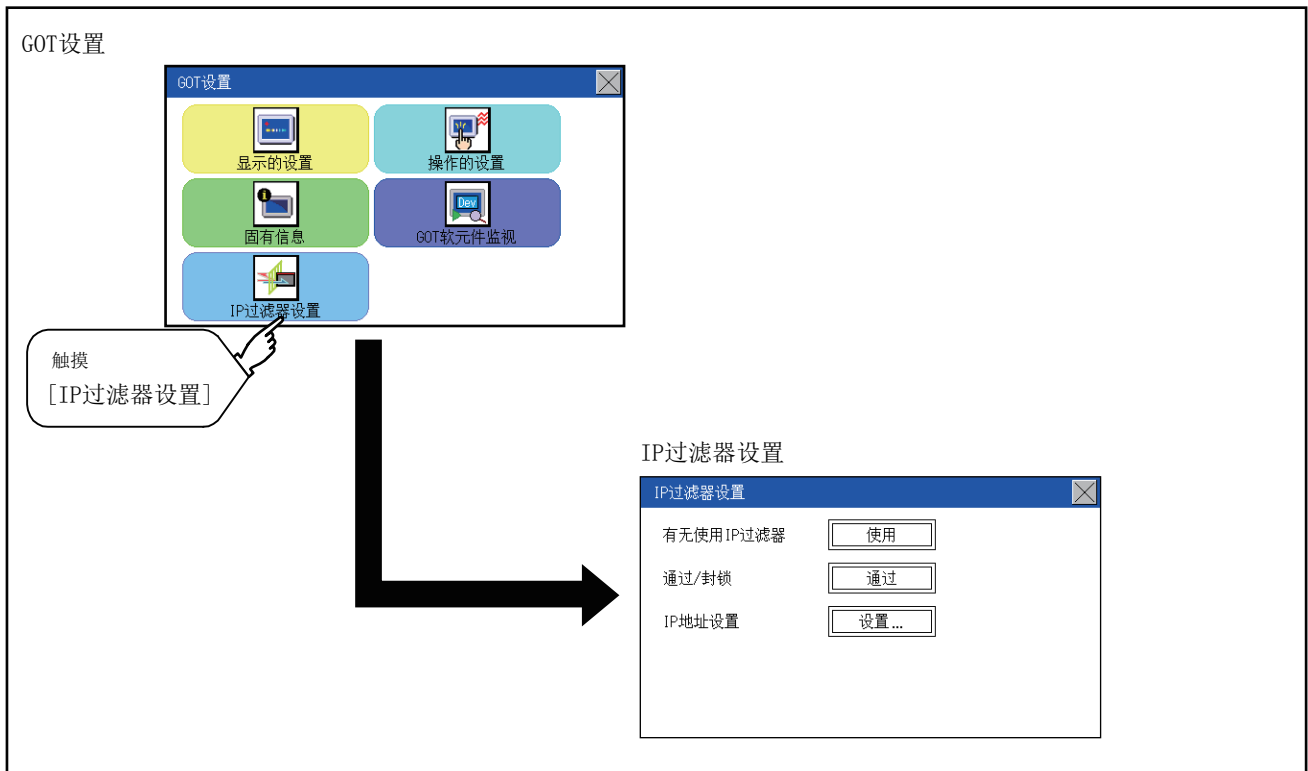 GOT设置
GOT设置
显示的设置
操作的设置
固有信息
Dev
GOT软元件监视
IP过滤器设置
触摸
[IP过滤器设置]
IP过滤器设置
IP过滤器设置
有无使用IP过滤器
使用
通过/封锁
通过
IP地址设置
设置...